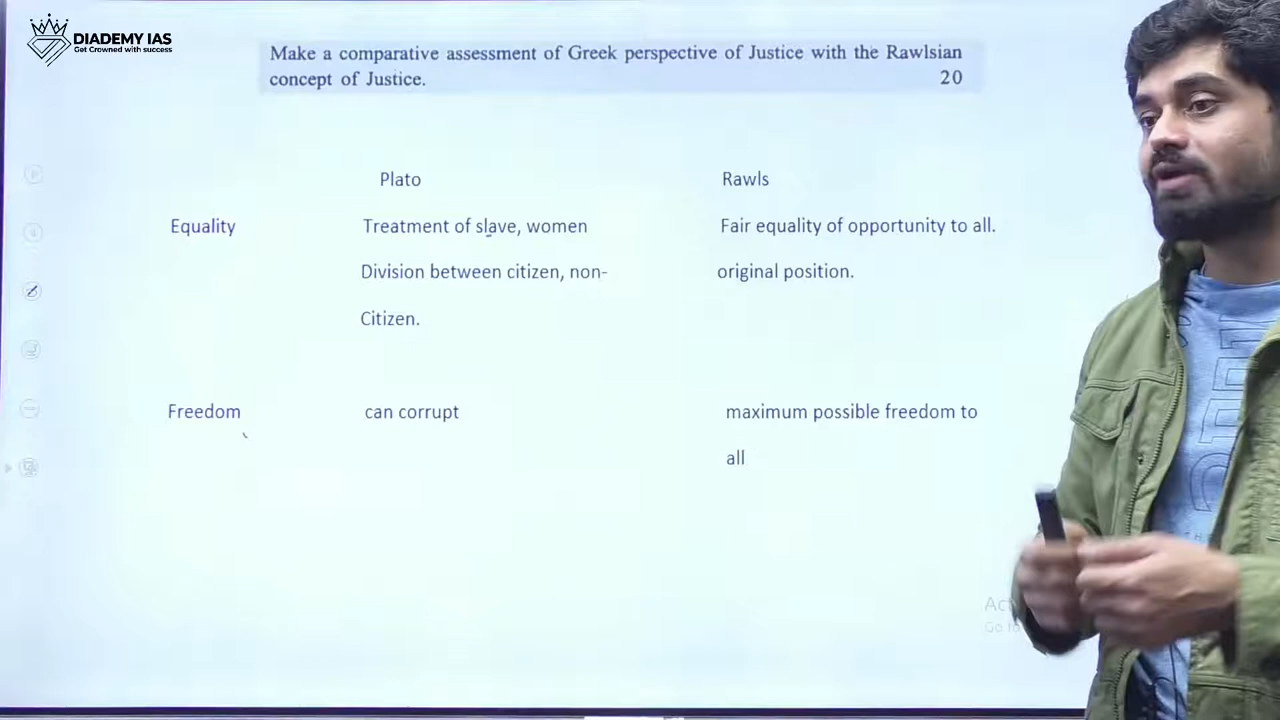 DIADEMY IAS
Get Crowned with success
Make a comparative assessment of Greek perspective of Justice with the Rawlsian
concept of Justice. 20
Plato Rawls
Equality Treatment of slave, women Fair equality of opportunity to all.
Division between citizen, non- original position.
Citizen.
Freedom can corrupt maximum possible freedom to
all